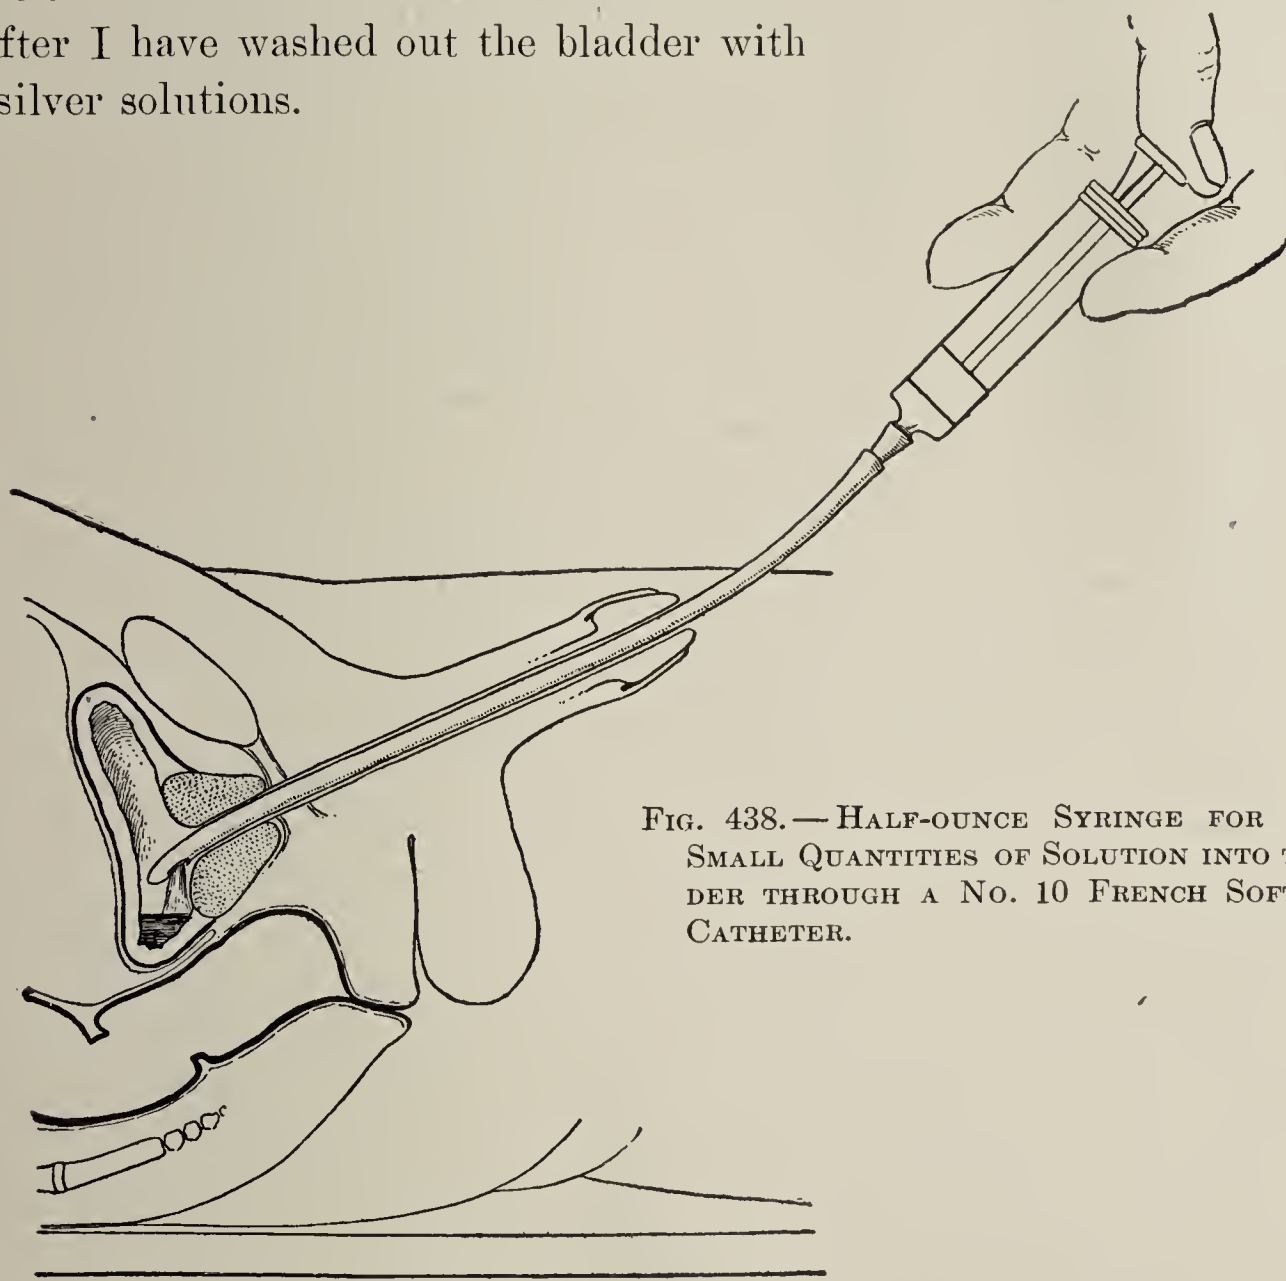 fter I have washed out the bladder with
silver solutions.
Fig. 438.—Half-ounce Syringe for
Small Quantities of Solution into
der through a No. 10 French Sof
Catheter.